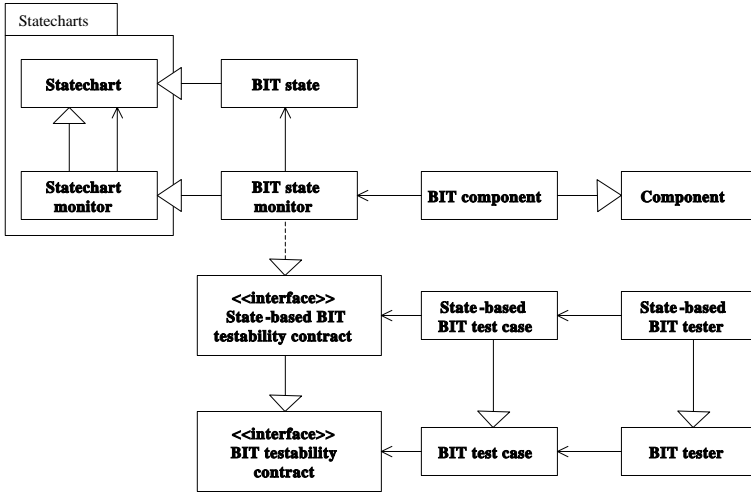 Statecharts
Statechart
BIT state
Statechart
monitor
BIT state
monitor
BIT component
Component
<<interface>>
State-based BIT
testability contract
State-based
BIT test case
State-based
BIT tester
<<interface>>
BIT testability
contract
BIT test case
BIT tester